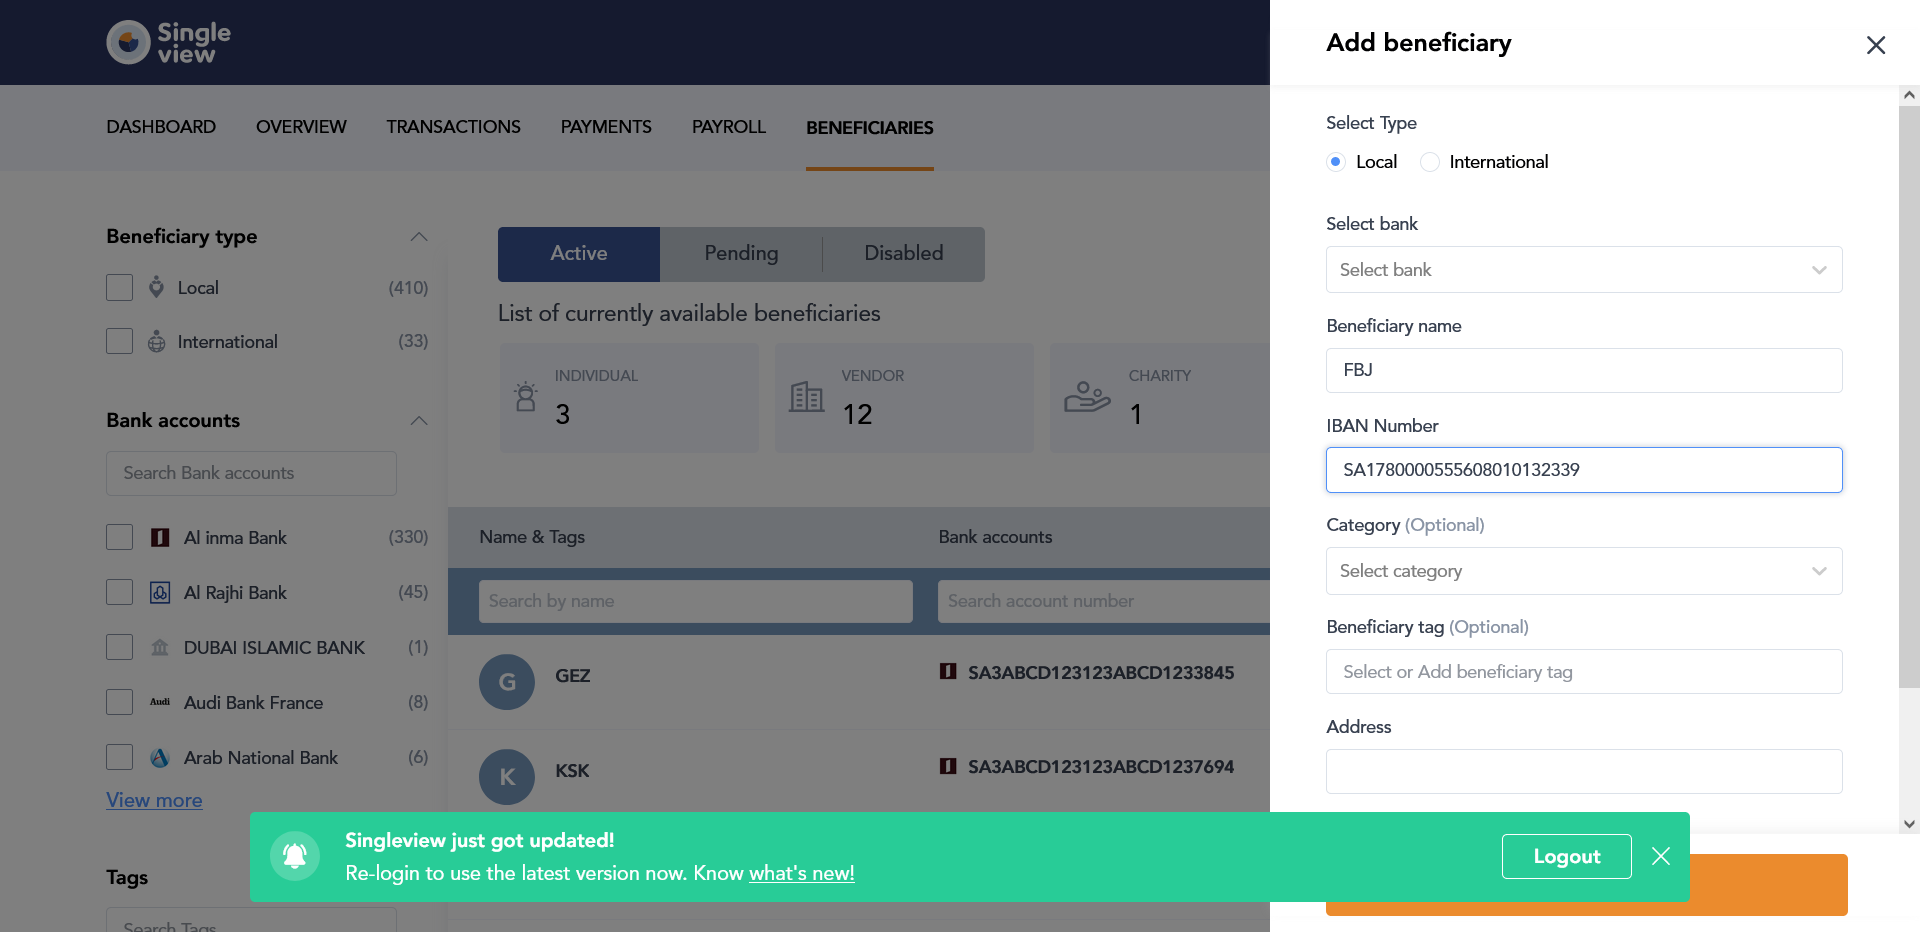 Single
view
DASHBOARD OVERVIEW TRANSACTIONS PAYMENTS PAYROLL BENEFICIARIES
Beneficiary type
Local (410)
International (33)
Bank accounts
Search Bank accounts
Al inma Bank (330)
Al Rajhi Bank (45)
DUBAI ISLAMIC BANK (1)
Audi Audi Bank France (8)
Arab National Bank (6)
View more
Tags
Search Tags
Active Pending Disabled
List of currently available beneficiaries
INDIVIDUAL
3
VENDOR
12
CHARITY
1
Name & Tags Bank accounts
Search by name Search account number
G GEZ SA3ABCD123123ABCD1233845
K KSK SA3ABCD123123ABCD1237694
Add beneficiary
Select Type
Local International
Select bank
Select bank
Beneficiary name
FBJ
IBAN Number
SA1780000555608010132339
Category (Optional)
Select category
Beneficiary tag (Optional)
Select or Add beneficiary tag
Address
Singleview just got updated!
Re-login to use the latest version now. Know what's new!
Logout